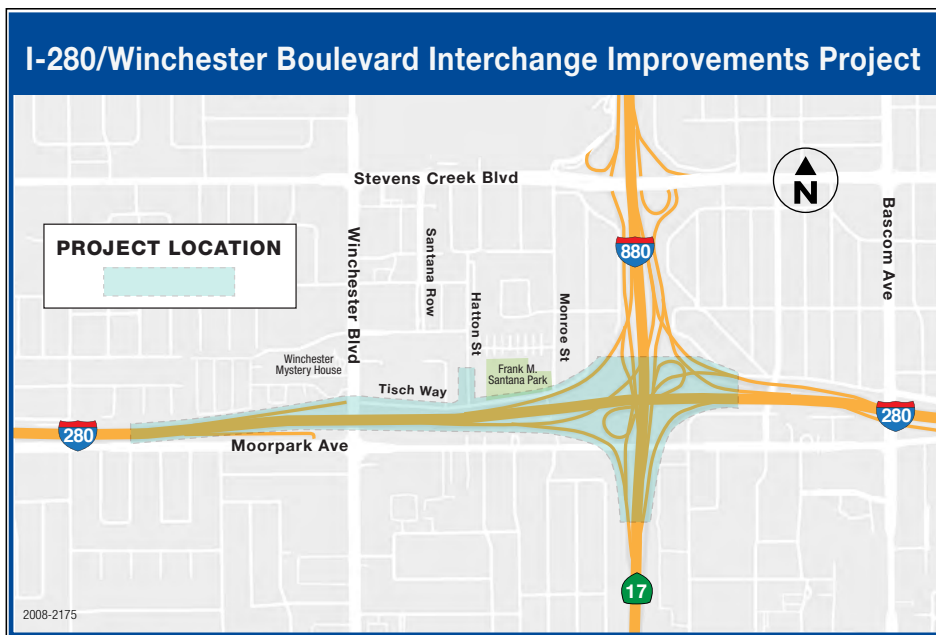 I-280/Winchester Boulevard Interchange Improvements Project
Stevens Creek Blvd
N
PROJECT LOCATION
Winchester Blvd
Santana Row
Hatton St
Monroe St
880
Bascom Ave
Winchester
Mystery House
Frank M.
Santana Park
Tisch Way
280
Moorpark Ave
280
17
2008-2175